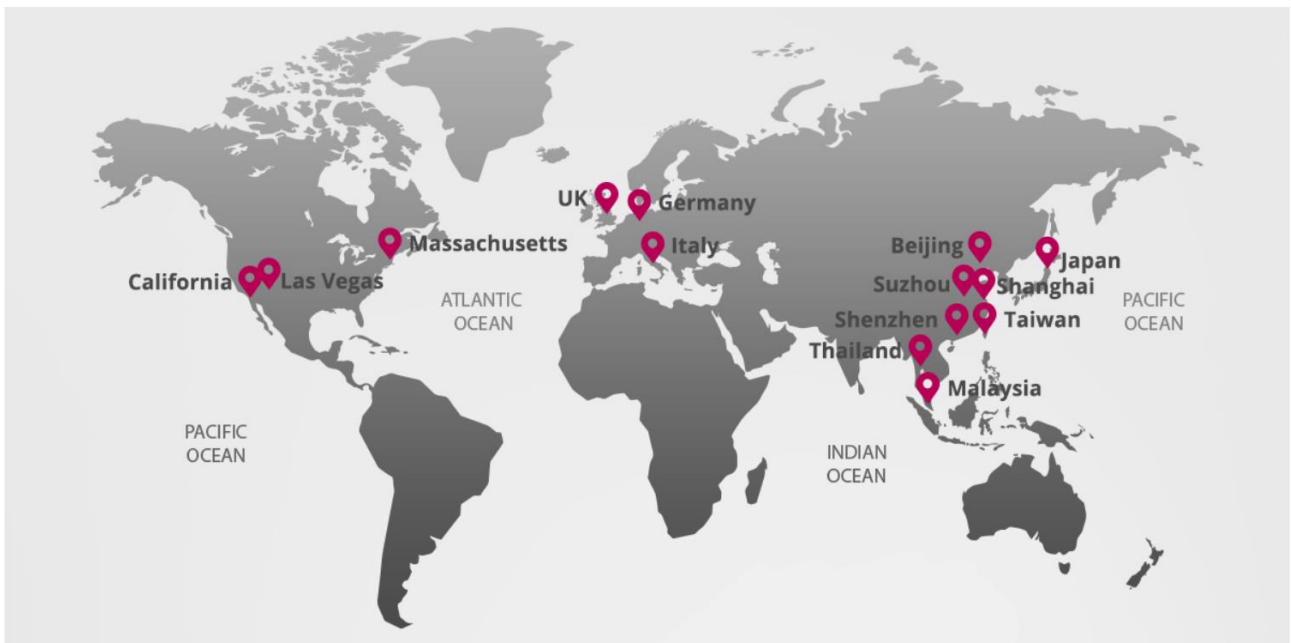 UK
Germany
Massachusetts
Italy
Beijing
Japan
California
Las Vegas
Suzhou
Shanghai
ATLANTIC
OCEAN
PACIFIC
OCEAN
Shenzhen
Taiwan
Thailand
Malaysia
PACIFIC
OCEAN
INDIAN
OCEAN